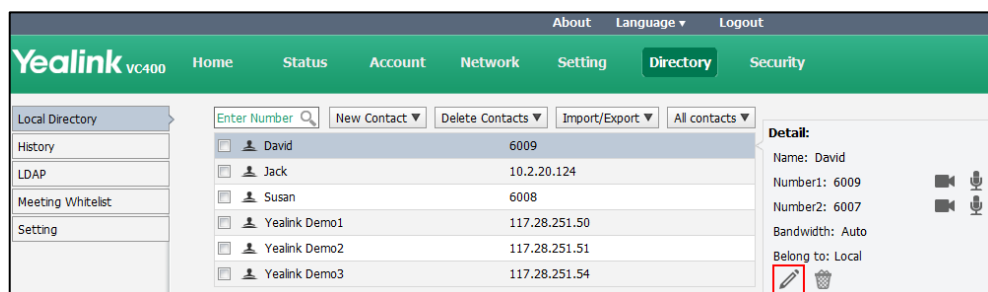 About Language ▾ Logout
Yealink VC400 Home Status Account Network Setting Directory Security
Local Directory
History
LDAP
Meeting Whitelist
Setting
Enter Number New Contact ▼ Delete Contacts ▼ Import/Export ▼ All contacts ▼
David 6009
Jack 10.2.20.124
Susan 6008
Yealink Demo1 117.28.251.50
Yealink Demo2 117.28.251.51
Yealink Demo3 117.28.251.54
Detail:
Name: David
Number1: 6009
Number2: 6007
Bandwidth: Auto
Belong to: Local